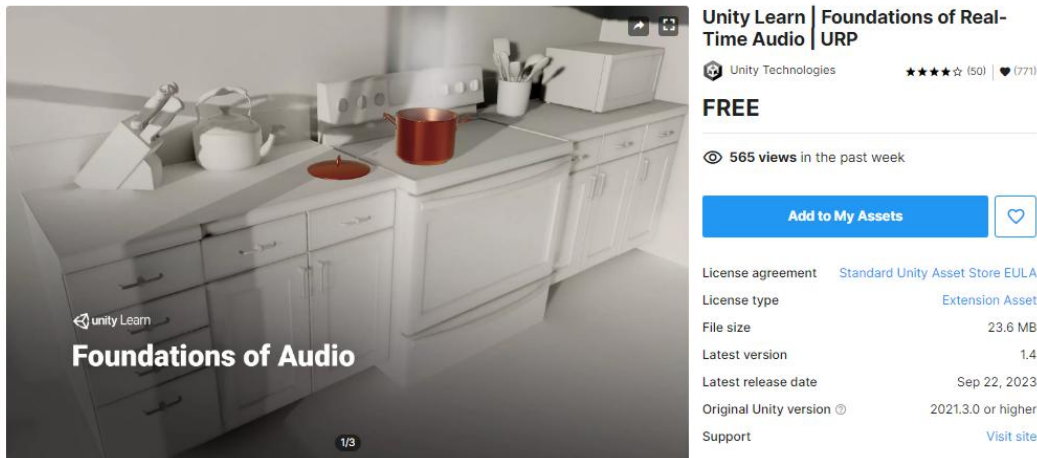 unity Learn
Foundations of Audio
1/3
Unity Learn | Foundations of Real-
Time Audio | URP
Unity Technologies
(50) | (771)
FREE
565 views in the past week
Add to My Assets
License agreement Standard Unity Asset Store EULA
License type Extension Asset
File size 23.6 MB
Latest version 1.4
Latest release date Sep 22, 2023
Original Unity version 2021.3.0 or higher
Support Visit site